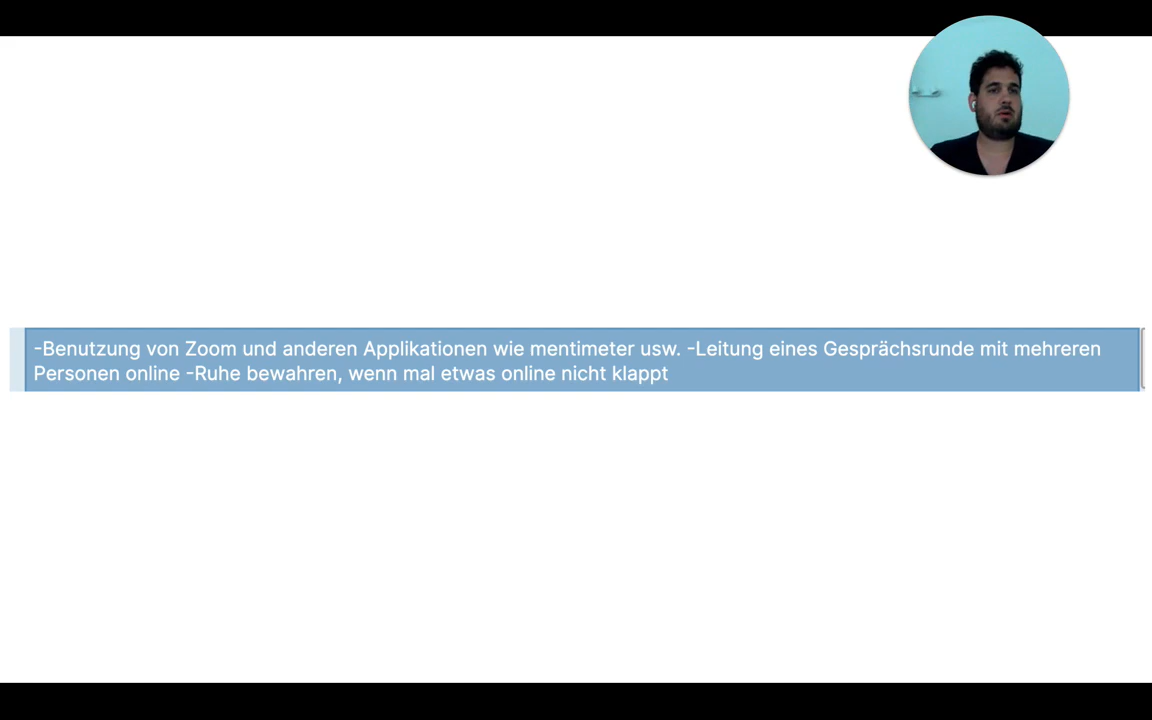 -Benutzung von Zoom und anderen Applikationen wie mentimeter usw. -Leitung eines Gesprächsrunde mit mehreren
Personen online -Ruhe bewahren, wenn mal etwas online nicht klappt